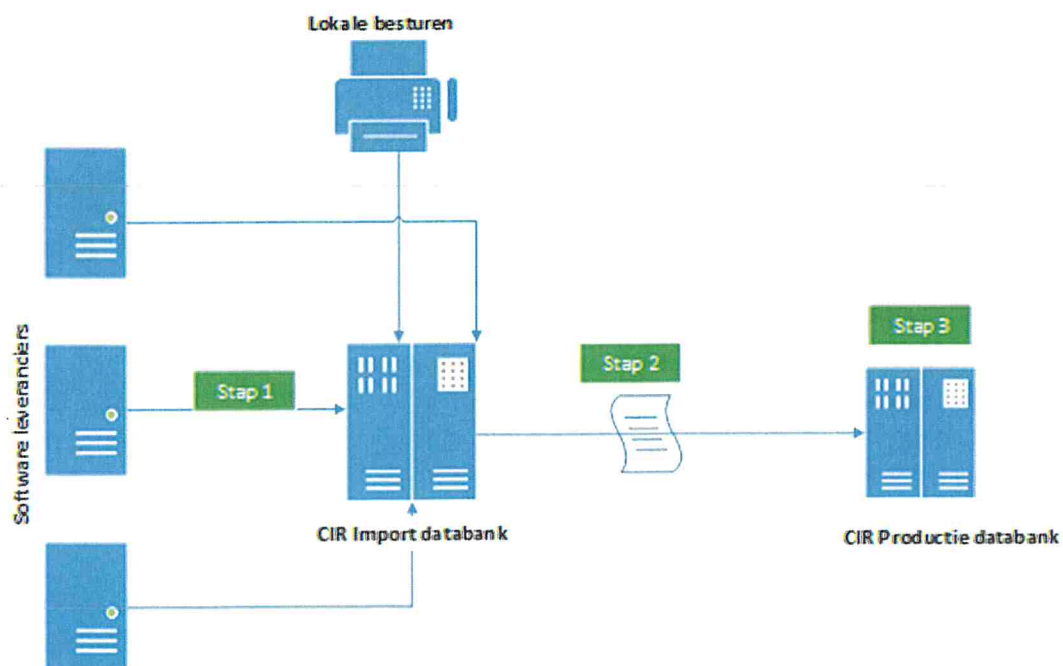 Lokale besturen
Software leveranciers
Stap 1
Stap 2
Stap 3
CIR Import databank
CIR Productie databank